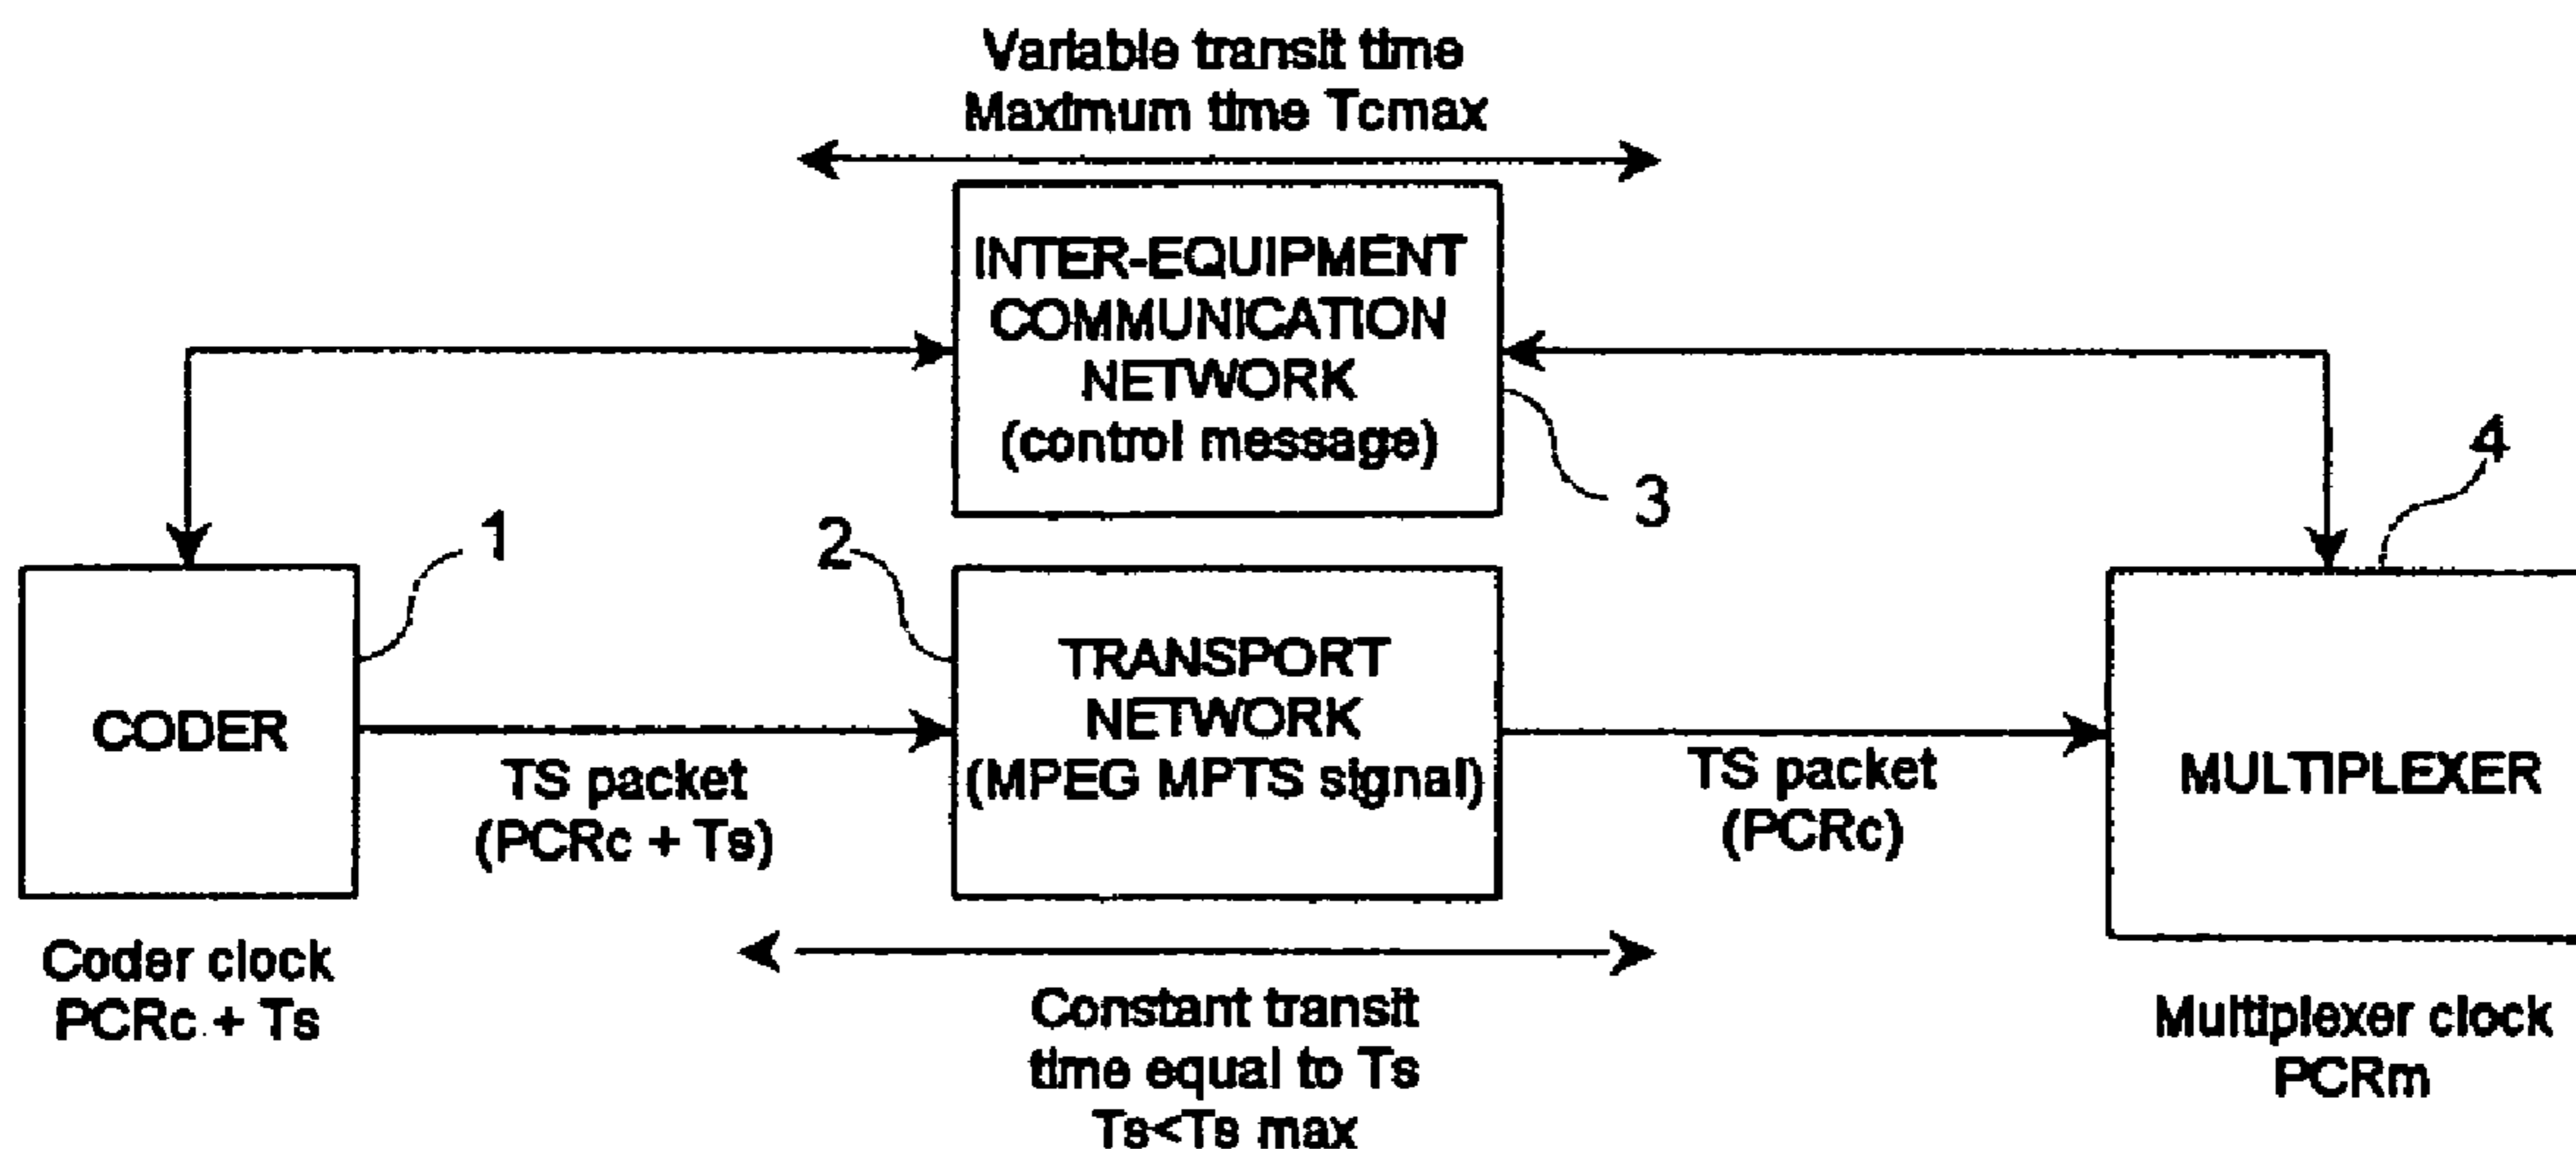 Variable transit time
Maximum time Tcmax
INTER-EQUIPMENT
COMMUNICATION
NETWORK
(control message)
3
4
1
2
CODER
TS packet
(PCRc + Ts)
TRANSPORT
NETWORK
(MPEG MPTS signal)
TS packet
(PCRc)
MULTIPLEXER
Coder clock
PCRc + Ts
Constant transit
time equal to Ts
Ts<Ts max
Multiplexer clock
PCRm